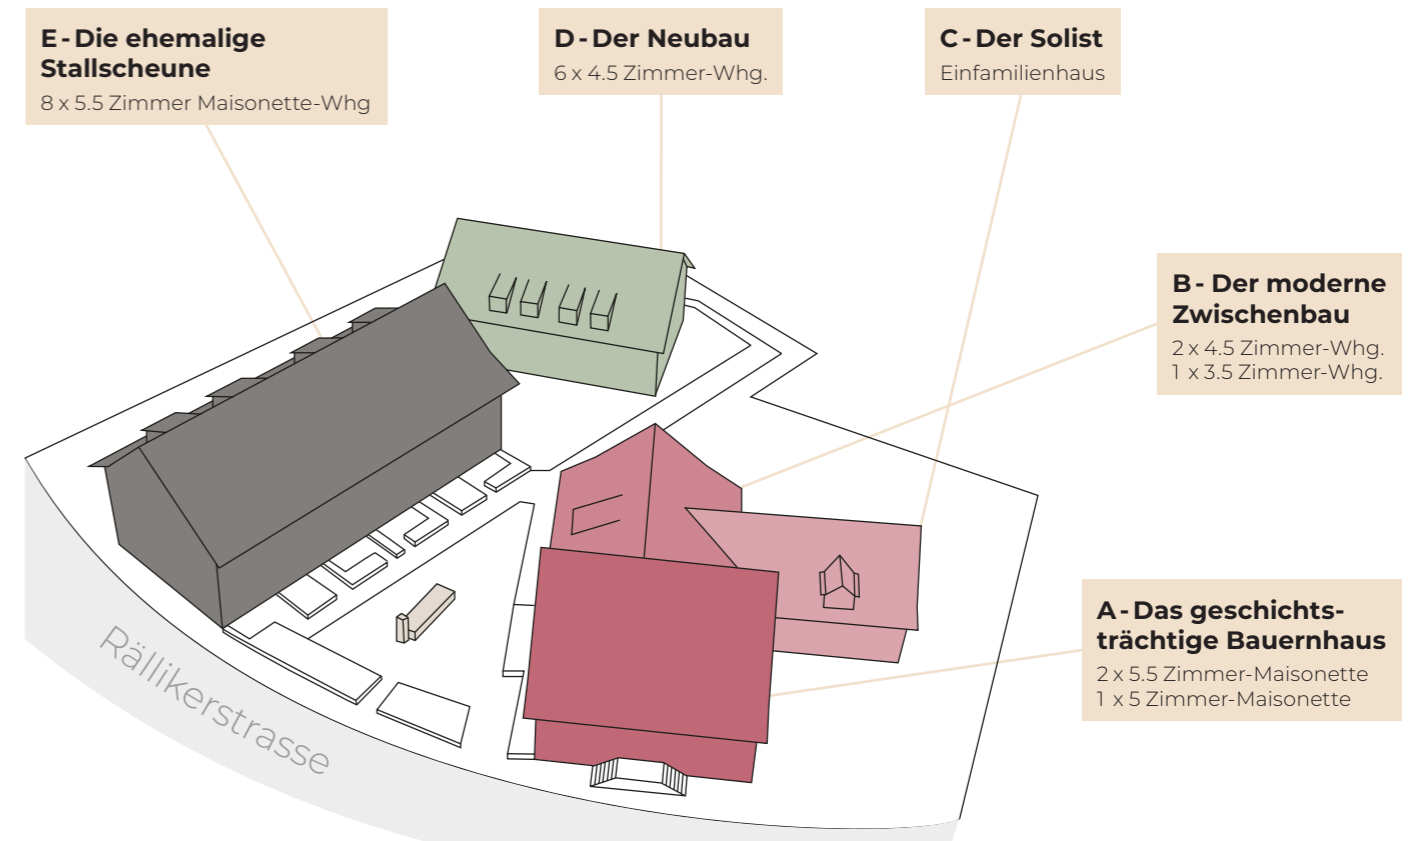 E - Die ehemalige
Stallscheune
8 x 5.5 Zimmer Maisonette-Whg
D - Der Neubau
6 x 4.5 Zimmer-Whg.
C - Der Solist
Einfamilienhaus
B - Der moderne
Zwischenbau
2 x 4.5 Zimmer-Whg.
1 x 3.5 Zimmer-Whg.
A - Das geschichts-
trächtige Bauernhaus
2 x 5.5 Zimmer-Maisonette
1 x 5 Zimmer-Maisonette
Rällikerstrasse